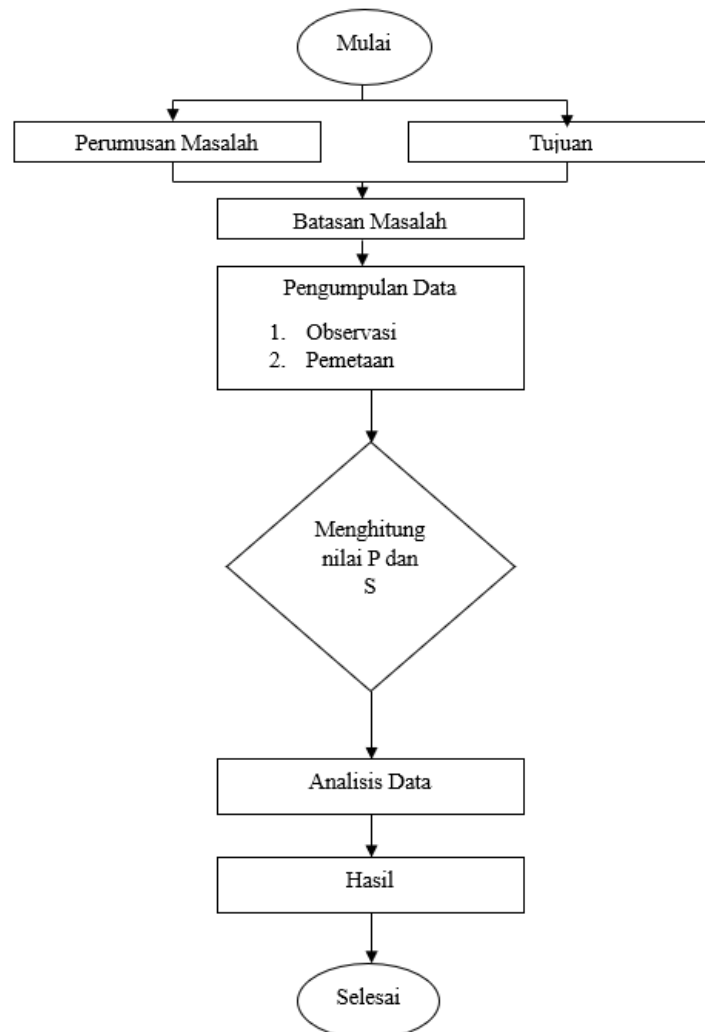 Mulai
Perumusan Masalah
Tujuan
Batasan Masalah
Pengumpulan Data
1. Observasi
2. Pemetaan
Menghitung
nilai P dan
S
Analisis Data
Hasil
Selesai